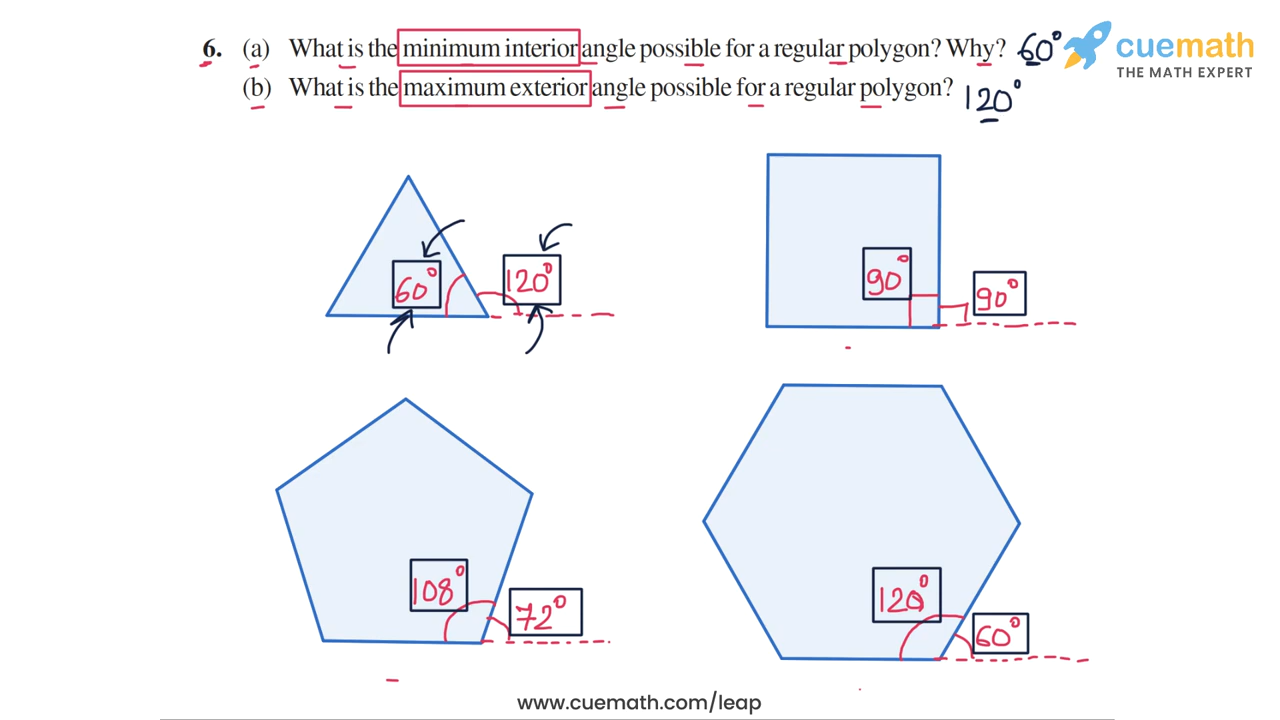 6. (a) What is the minimum interior angle possible for a regular polygon? Why? 60°
(b) What is the maximum exterior angle possible for a regular polygon? 120°
cuemath
THE MATH EXPERT
60°
120°
90°
90°
108°
72°
120°
60°
www.cuemath.com/leap